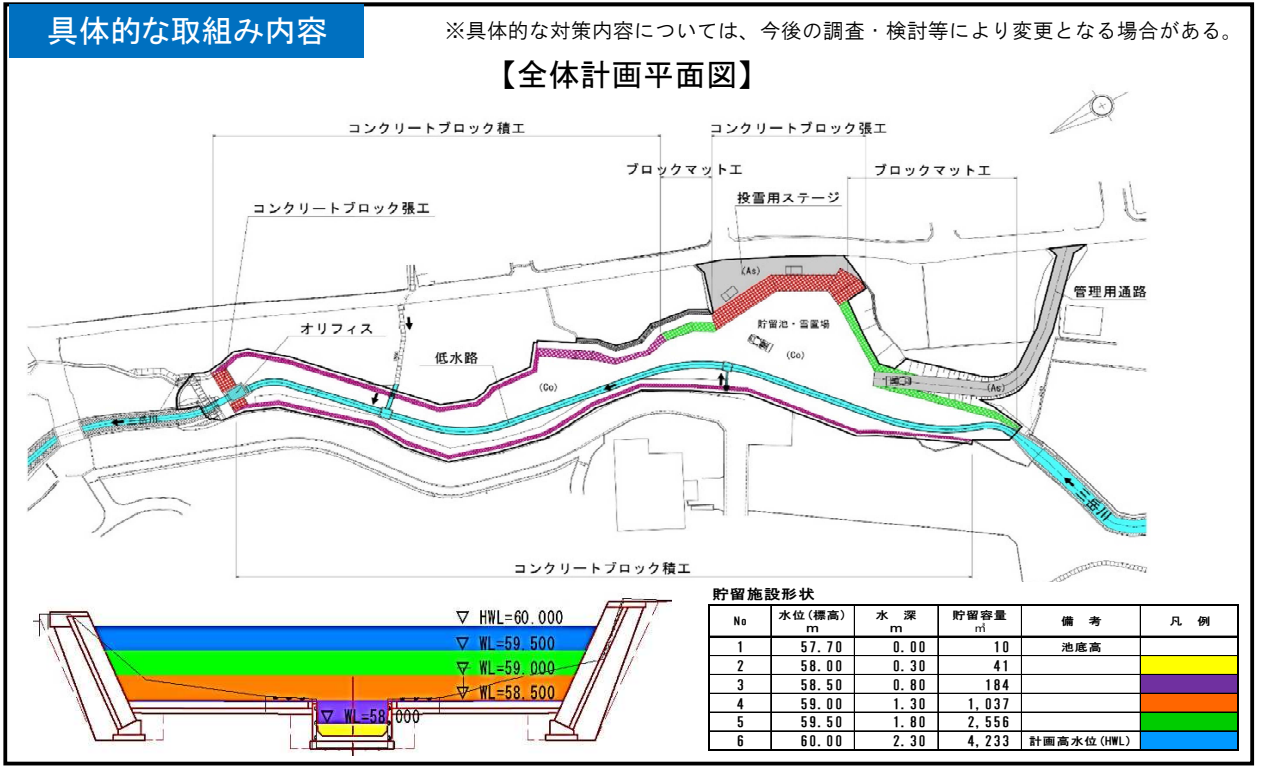 具体的な取組み内容
※具体的な対策内容については、今後の調査・検討等により変更となる場合がある。
【全体計画平面図】
コンクリートブロック積工
コンクリートブロック張工
ブロックマット工
ブロックマット工
投雪用ステージ
コンクリートブロック張工
(As)
管理用通路
オリフィス
貯留池・雪置場
低水路
(Co)
(Co)
(As)
三岳川
三岳川
コンクリートブロック積工
▽ HWL=60.000
▽ WL=59.500
▽ WL=59.000
▽ WL=58.500
▽ WL=58.000
貯留施設形状
No 水位(標高) m 水 深 m 貯留容量 ㎥ 備 考 凡 例
1 57.70 0.00 10 池底高
2 58.00 0.30 41
3 58.50 0.80 184
4 59.00 1.30 1,037
5 59.50 1.80 2,556
6 60.00 2.30 4,233 計画高水位(HWL)